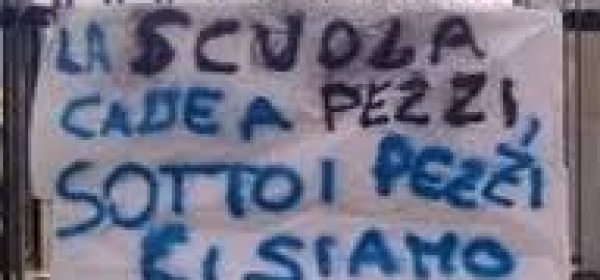 LA SCUOLA
CADE A PEZZI,
SOTTO I PEZZI
CI SIAMO